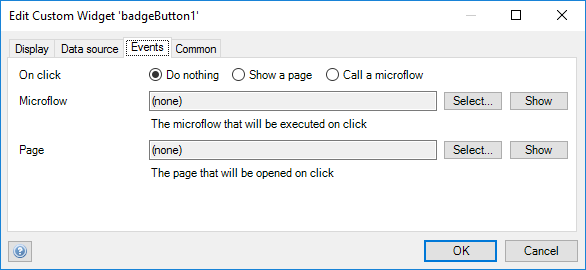 Edit Custom Widget 'badgeButton1'
Display Data source Events Common
On click Do nothing Show a page Call a microflow
Microflow (none) Select... Show
The microflow that will be executed on click
Page (none) Select... Show
The page that will be opened on click
? OK Cancel